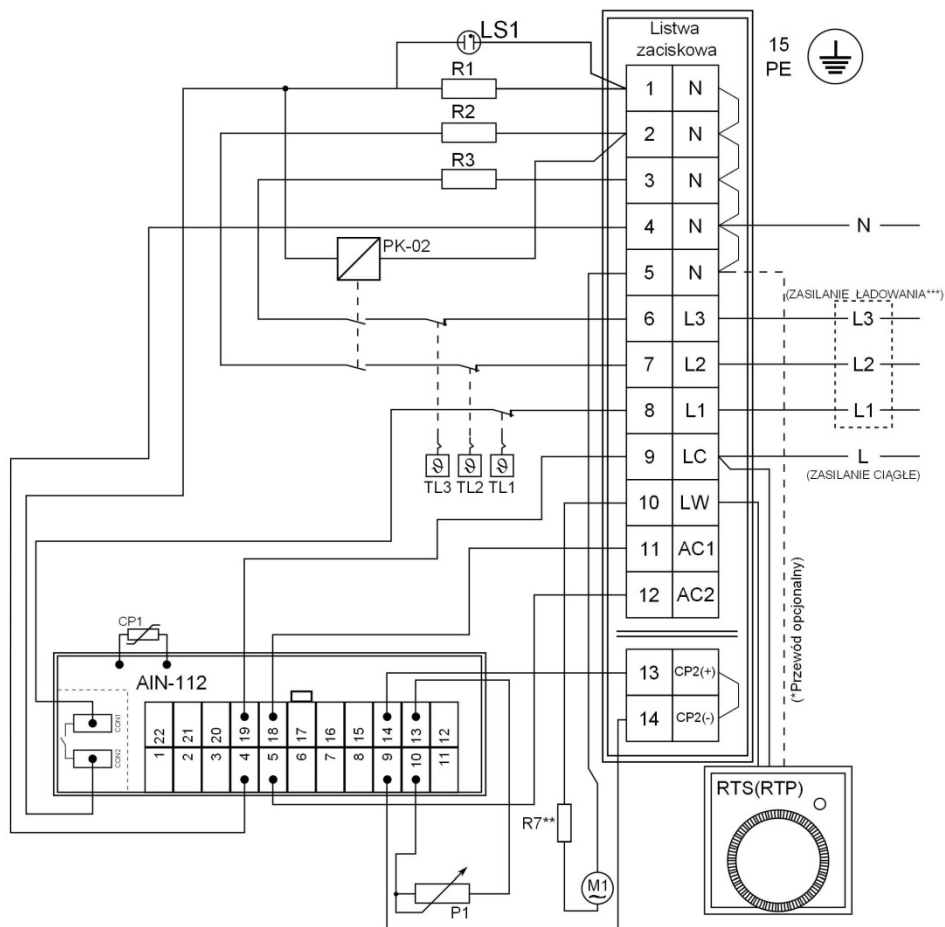 LS1
Listwa
zaciskowa
15
PE
R1
1 N
R2
2 N
R3
3 N
4 N
N
PK-02
5 N
(ZASILANIE ŁADOWANIA***)
6 L3
L3
7 L2
L2
8 L1
L1
9 LC
L
(ZASILANIE CIĄGŁE)
ϑ ϑ ϑ
TL3 TL2 TL1
10 LW
11 AC1
12 AC2
(*Przewód opcjonalny)
CP1
13 CP2(+)
14 CP2(-)
AIN-112
CON1
CON2
22 21 20 19 18 17 16 15 14 13 12
1 2 3 4 5 6 7 8 9 10 11
RTS(RTP)
R7**
M1
~
P1